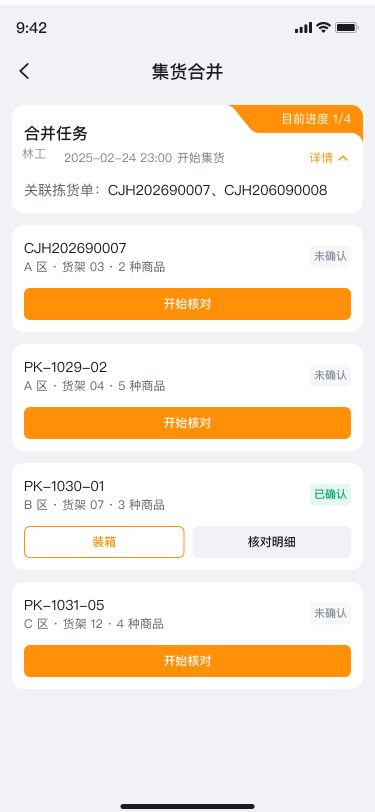 9:42
集货合并
目前进度 1/4
合并任务
林工 2025-02-24 23:00 开始集货 详情
关联拣货单：CJH202690007、CJH206090008
CJH202690007
未确认
A 区 · 货架 03 · 2 种商品
开始核对
PK-1029-02
未确认
A 区 · 货架 04 · 5 种商品
开始核对
PK-1030-01
已确认
B 区 · 货架 07 · 3 种商品
装箱 核对明细
PK-1031-05
未确认
C 区 · 货架 12 · 4 种商品
开始核对